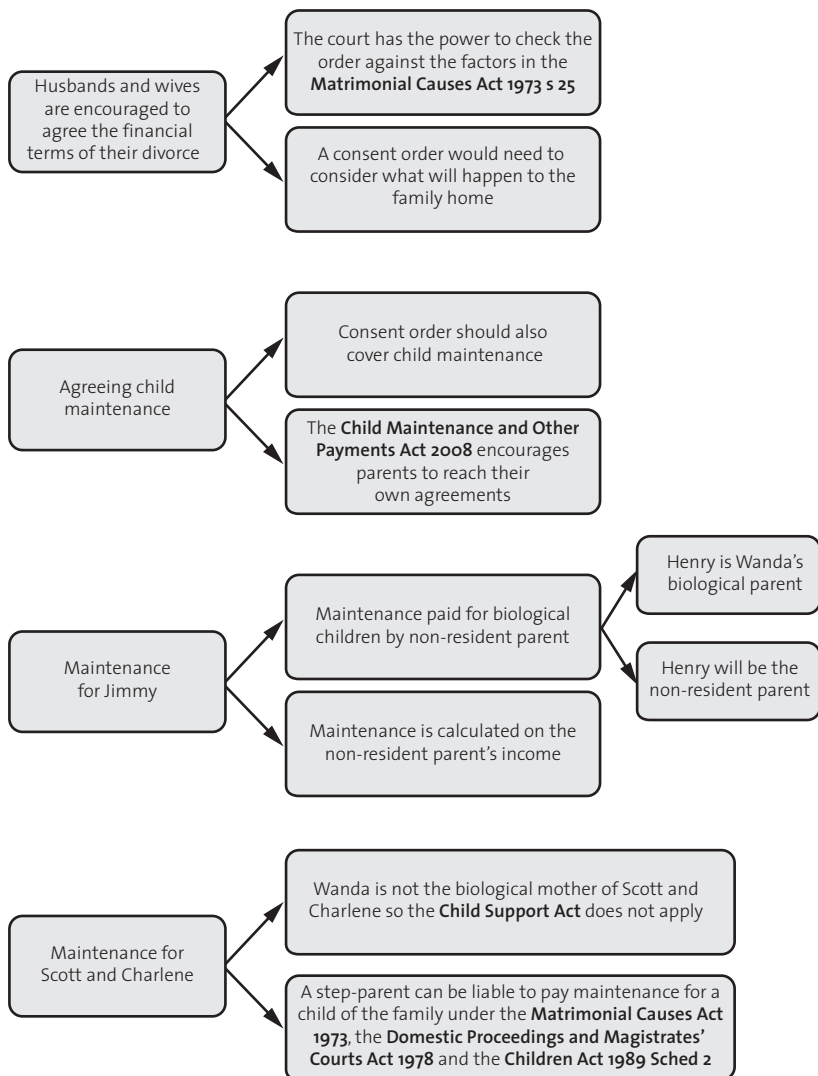 Husbands and wives
are encouraged to
agree the financial
terms of their divorce
The court has the power to check the
order against the factors in the
Matrimonial Causes Act 1973 s 25
A consent order would need to
consider what will happen to the
family home
Agreeing child
maintenance
Consent order should also
cover child maintenance
The Child Maintenance and Other
Payments Act 2008 encourages
parents to reach their
own agreements
Maintenance
for Jimmy
Maintenance paid for biological
children by non-resident parent
Henry is Wanda's
biological parent
Henry will be the
non-resident parent
Maintenance is calculated on the
non-resident parent's income
Maintenance for
Scott and Charlene
Wanda is not the biological mother of Scott and
Charlene so the Child Support Act does not apply
A step-parent can be liable to pay maintenance for a
child of the family under the Matrimonial Causes Act
1973, the Domestic Proceedings and Magistrates'
Courts Act 1978 and the Children Act 1989 Sched 2